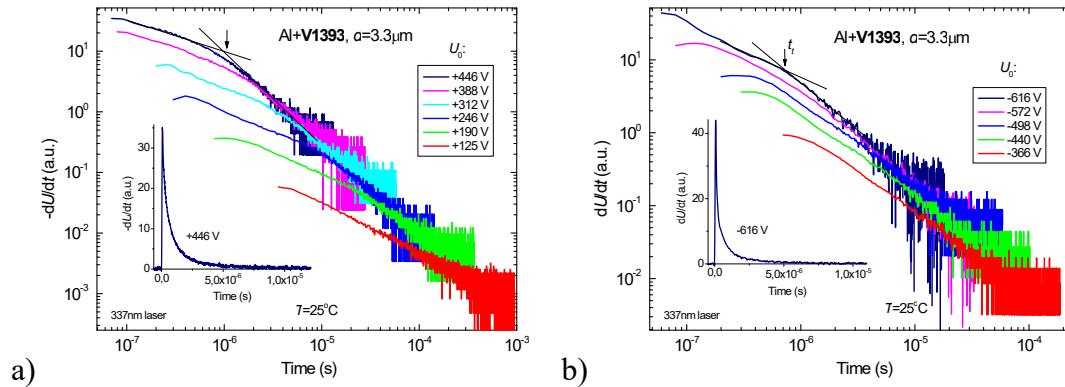 a)
-dU/dt (a.u.)
10^1
10^0
10^-1
10^-2
10^-3
Al+V1393, a=3.3μm
U_0:
+446 V
+388 V
+312 V
+246 V
+190 V
+125 V
-dU/dt (a.u.)
30
20
10
0
+446 V
0,0
5,0x10^-6
1,0x10^-5
Time (s)
337nm laser
T=25°C
10^-7
10^-6
10^-5
10^-4
10^-3
Time (s)
b)
dU/dt (a.u.)
10^1
10^0
10^-1
10^-2
Al+V1393, a=3.3μm
t_t
U_0:
-616 V
-572 V
-498 V
-440 V
-366 V
dU/dt (a.u.)
40
20
0
-616 V
0,0
5,0x10^-6
1,0x10^-5
Time (s)
337nm laser
T=25°C
10^-7
10^-6
10^-5
10^-4
Time (s)